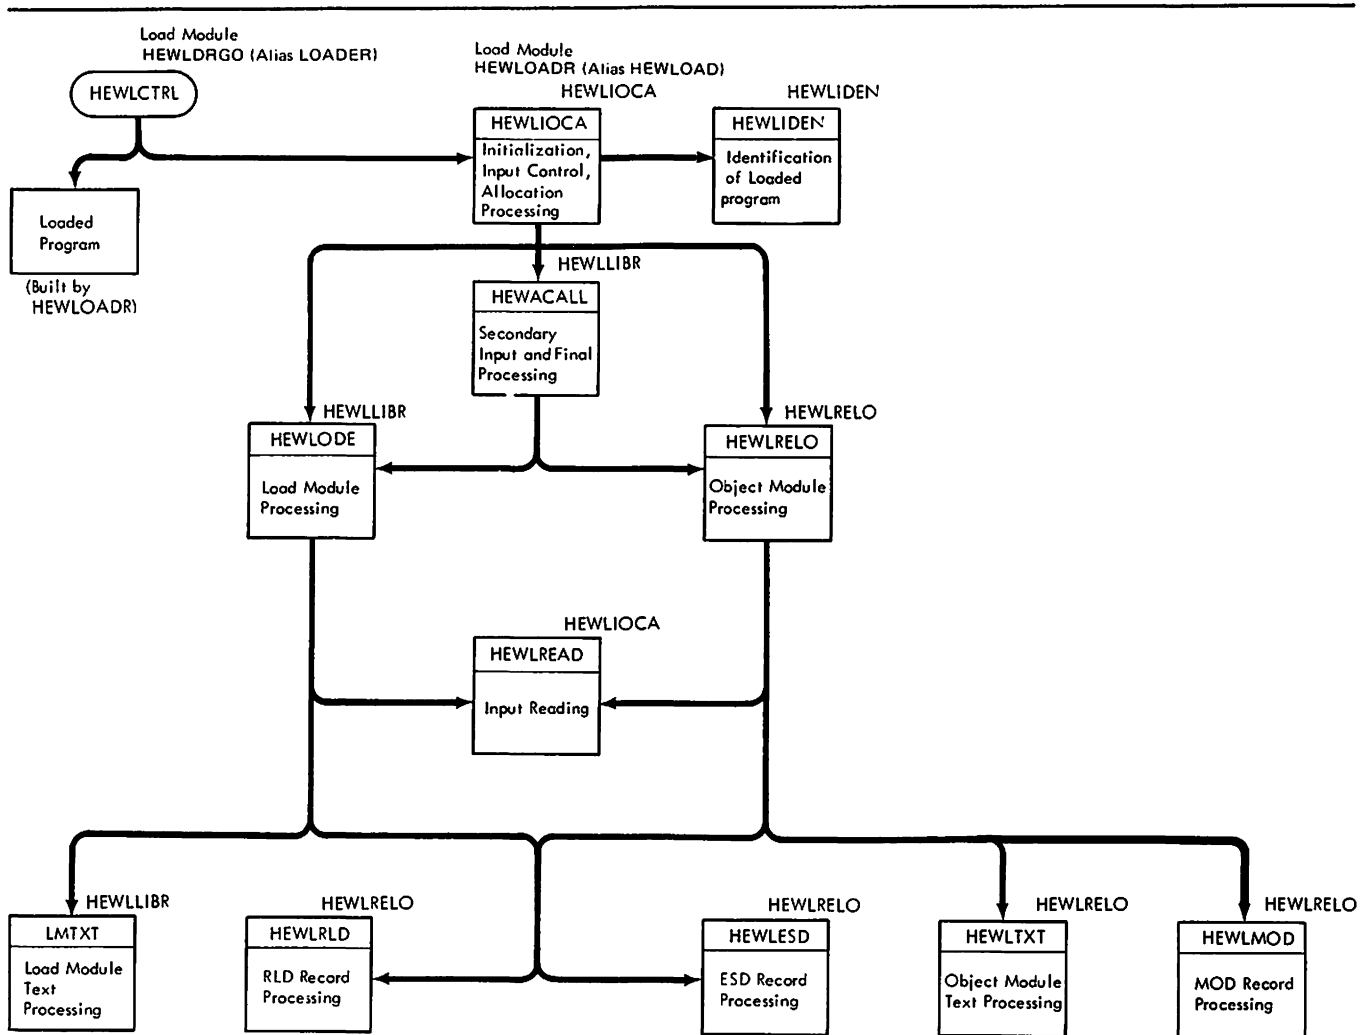 Load Module
HEWLDRGO (Alias LOADER)
HEWLCTRL
Loaded
Program
(Built by
HEWLOADR)
Load Module
HEWLOADR (Alias HEWLOAD)
HEWLIOCA
HEWLIOCA
Initialization,
Input Control,
Allocation
Processing
HEWLIDEN
HEWLIDEN
Identification
of Loaded
program
HEWLLIBR
HEWACALL
Secondary
Input and Final
Processing
HEWLLIBR
HEWLODE
Load Module
Processing
HEWLRELO
HEWLRELO
Object Module
Processing
HEWLIOCA
HEWLREAD
Input Reading
HEWLLIBR
LMTXT
Load Module
Text
Processing
HEWLRELO
HEWLRLD
RLD Record
Processing
HEWLRELO
HEWLESD
ESD Record
Processing
HEWLRELO
HEWLTXT
Object Module
Text Processing
HEWLRELO
HEWLMOD
MOD Record
Processing